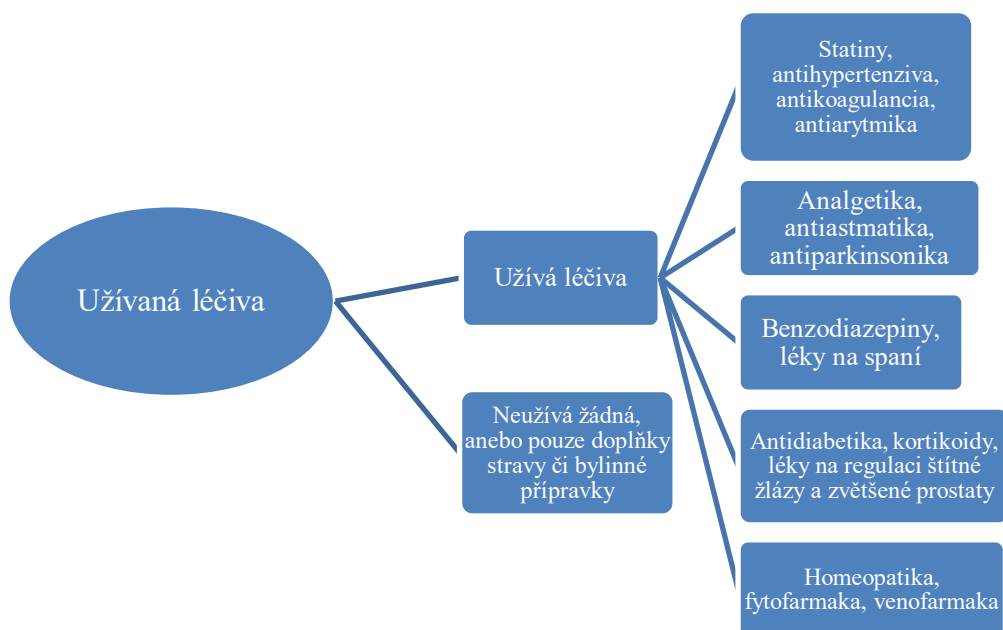 Užívaná léčiva
Užívá léčiva
Neužívá žádná,
anebo pouze doplňky
stravy či bylinné
přípravky
Statiny,
antihypertenziva,
antikoagulancia,
antiarytmika
Analgetika,
antiastmatika,
antiparkinsonika
Benzodiazepiny,
léky na spaní
Antidiabetika, kortikoidy,
léky na regulaci štítné
žlázy a zvětšené prostaty
Homeopatika,
fytofarmaka, venofarmaka